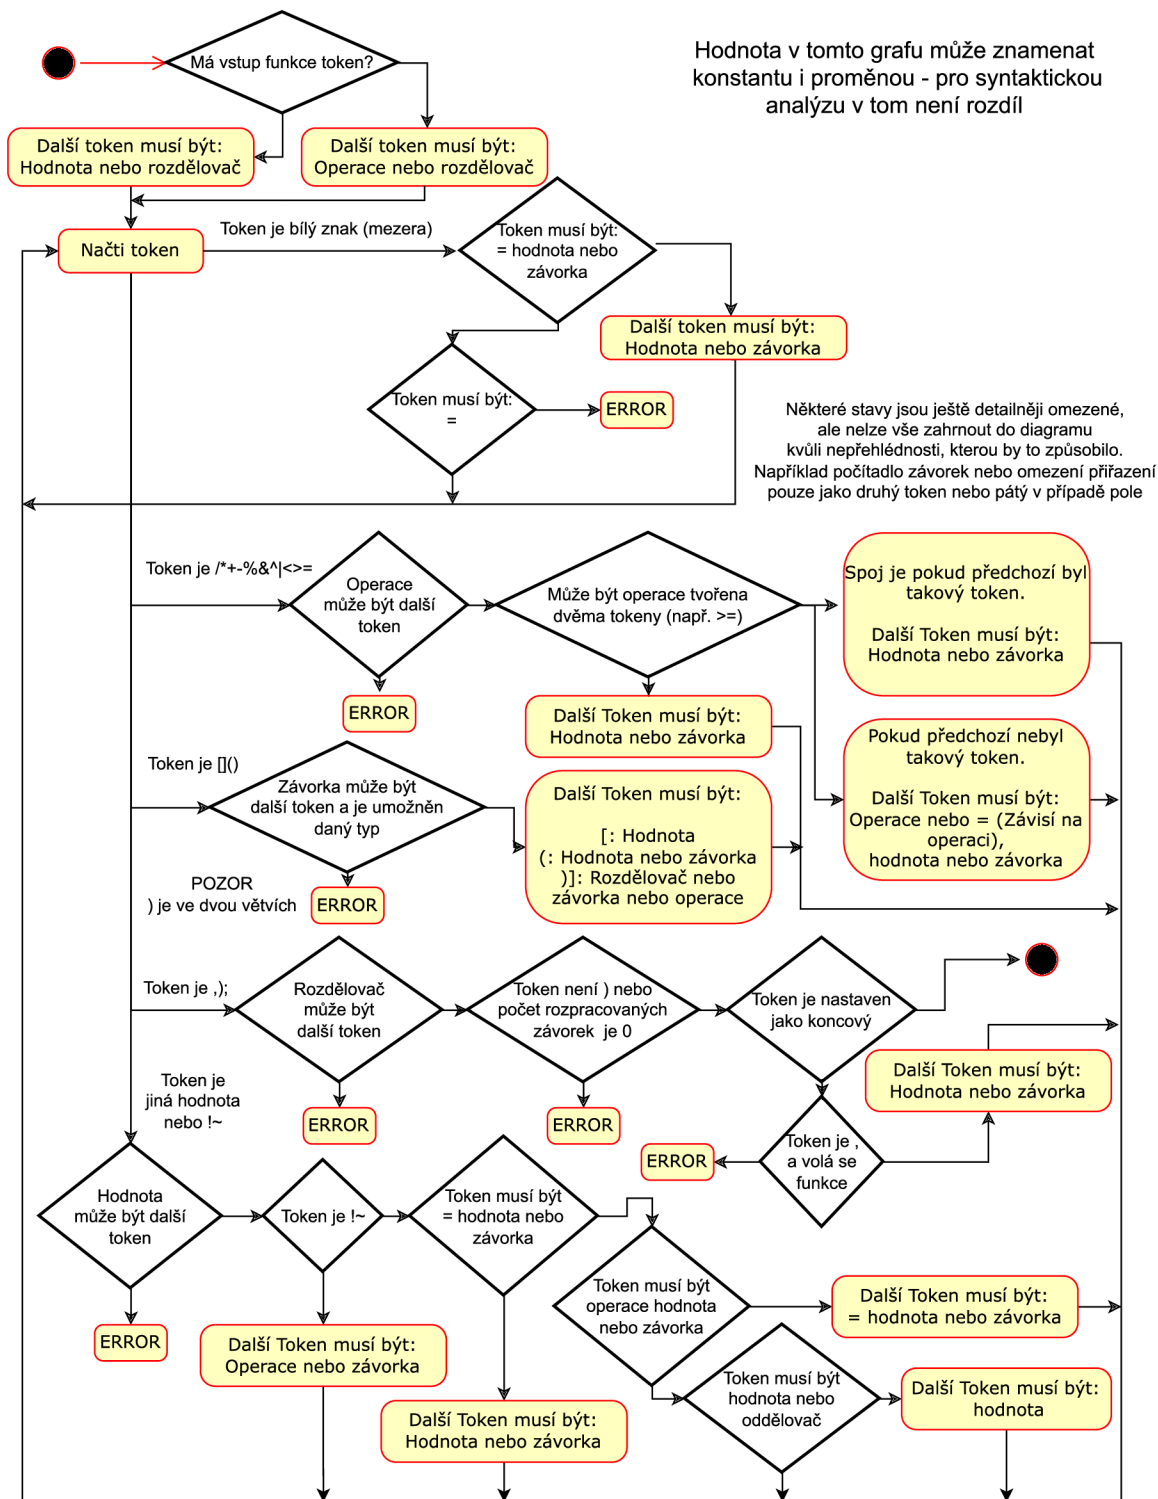 Má vstup funkce token?
Hodnota v tomto grafu může znamenat
konstantu i proměnou - pro syntaktickou
analýzu v tom není rozdíl
Další token musí být:
Hodnota nebo rozdělovač
Další token musí být:
Operace nebo rozdělovač
Načti token
Token je bílý znak (mezera)
Token musí být:
= hodnota nebo
závorka
Další token musí být:
Hodnota nebo závorka
Token musí být:
=
ERROR
Některé stavy jsou ještě detailněji omezené,
ale nelze vše zahrnout do diagramu
kvůli nepřehlédnosti, kterou by to způsobilo.
Například počítadlo závorek nebo omezení přiřazení
pouze jako druhý token nebo pátý v případě pole
Token je /*+-%&^|<>=
Operace
může být další
token
Může být operace tvořena
dvěma tokeny (např. >=)
Spoj je pokud předchozí byl
takový token.
Další Token musí být:
Hodnota nebo závorka
ERROR
Další Token musí být:
Hodnota nebo závorka
Pokud předchozí nebyl
takový token.
Další Token musí být:
Operace nebo = (Závisí na
operaci),
hodnota nebo závorka
Token je []()
Závorka může být
další token a je umožněn
daný typ
Další Token musí být:
[: Hodnota
(: Hodnota nebo závorka
)]: Rozdělovač nebo
závorka nebo operace
POZOR
) je ve dvou větvích
ERROR
Token je ,);
Rozdělovač
může být
další token
Token není ) nebo
počet rozpracovaných
závorek je 0
Token je nastaven
jako koncový
Další Token musí být:
Hodnota nebo závorka
ERROR
ERROR
Token je ,
a volá se
funkce
ERROR
Token je
jiná hodnota
nebo !~
Hodnota
může být další
token
Token je !~
Token musí být
= hodnota nebo
závorka
Token musí být
operace hodnota
nebo závorka
Další Token musí být:
= hodnota nebo závorka
ERROR
Další Token musí být:
Operace nebo závorka
Token musí být
hodnota nebo
oddělovač
Další Token musí být:
hodnota
Další Token musí být:
Hodnota nebo závorka